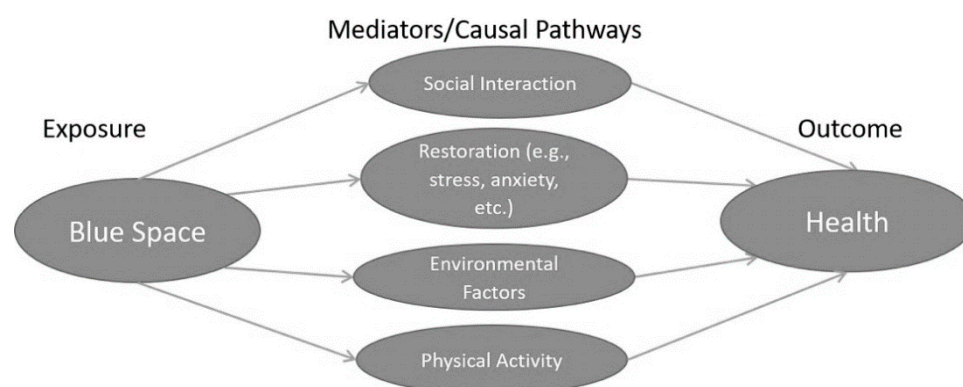 Mediators/Causal Pathways
Social Interaction
Exposure
Outcome
Restoration (e.g.,
stress, anxiety,
etc.)
Blue Space
Health
Environmental
Factors
Physical Activity